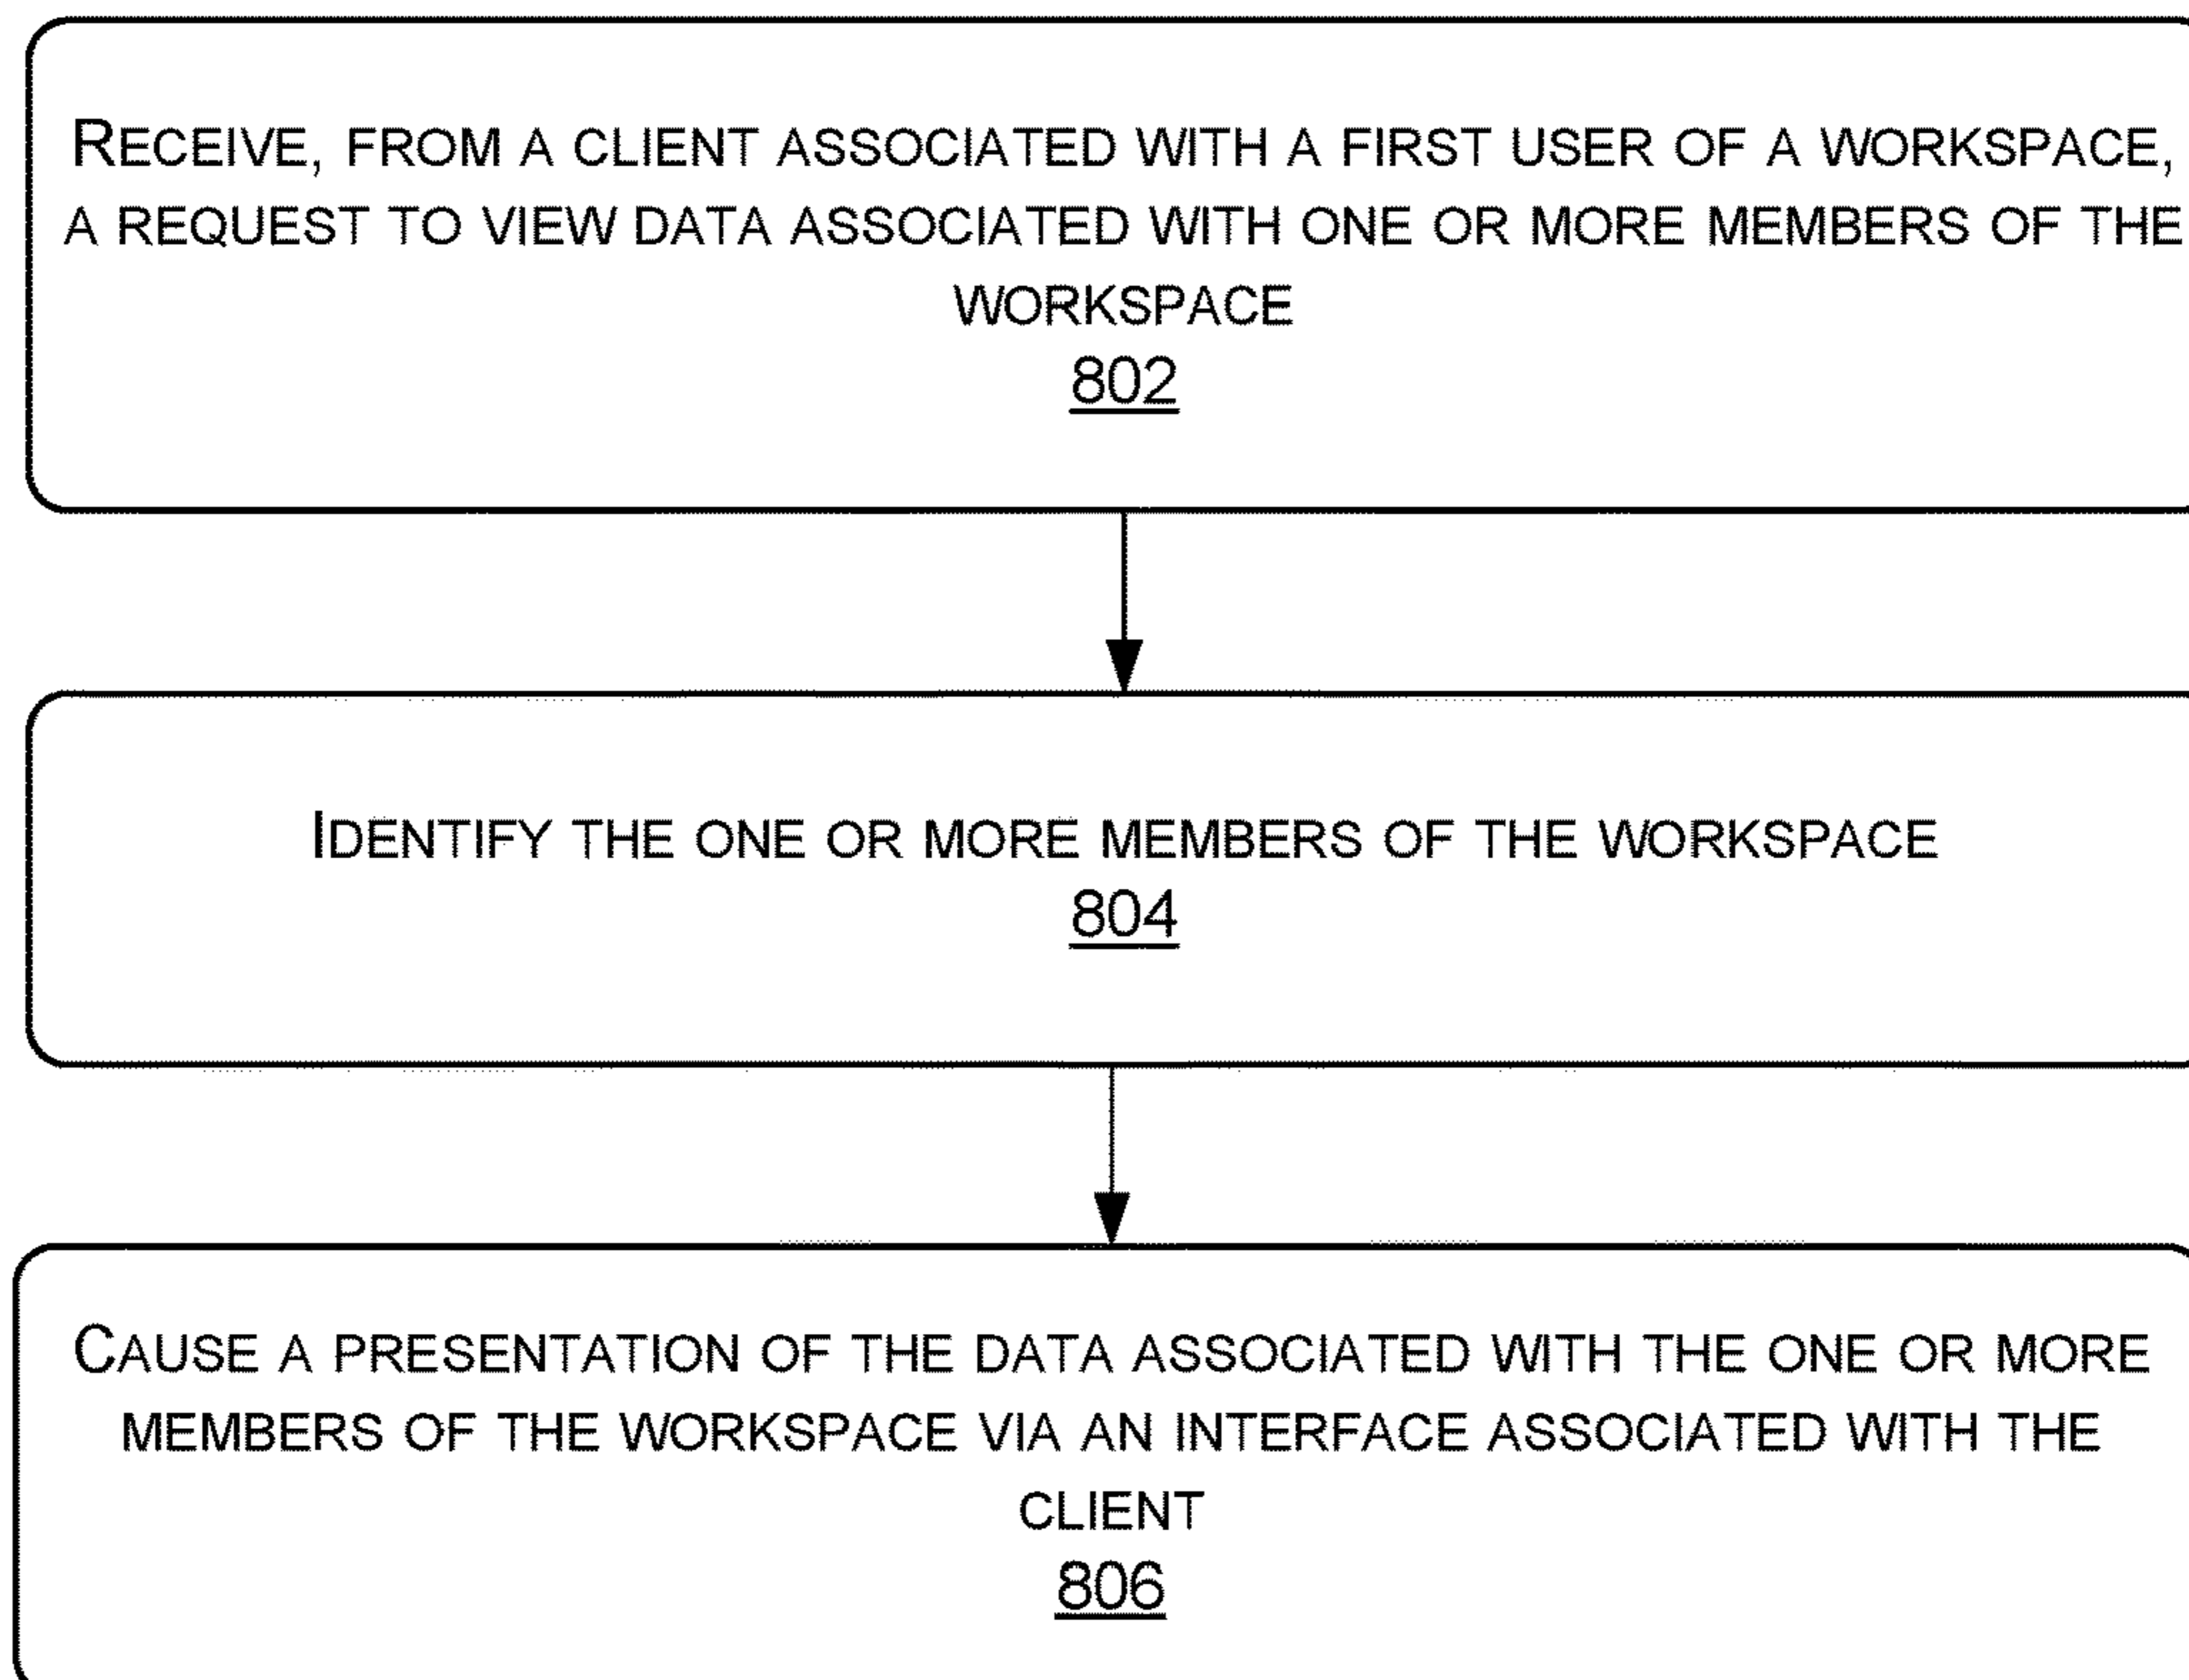 RECEIVE, FROM A CLIENT ASSOCIATED WITH A FIRST USER OF A WORKSPACE,
A REQUEST TO VIEW DATA ASSOCIATED WITH ONE OR MORE MEMBERS OF THE
WORKSPACE
802
IDENTIFY THE ONE OR MORE MEMBERS OF THE WORKSPACE
804
CAUSE A PRESENTATION OF THE DATA ASSOCIATED WITH THE ONE OR MORE
MEMBERS OF THE WORKSPACE VIA AN INTERFACE ASSOCIATED WITH THE
CLIENT
806